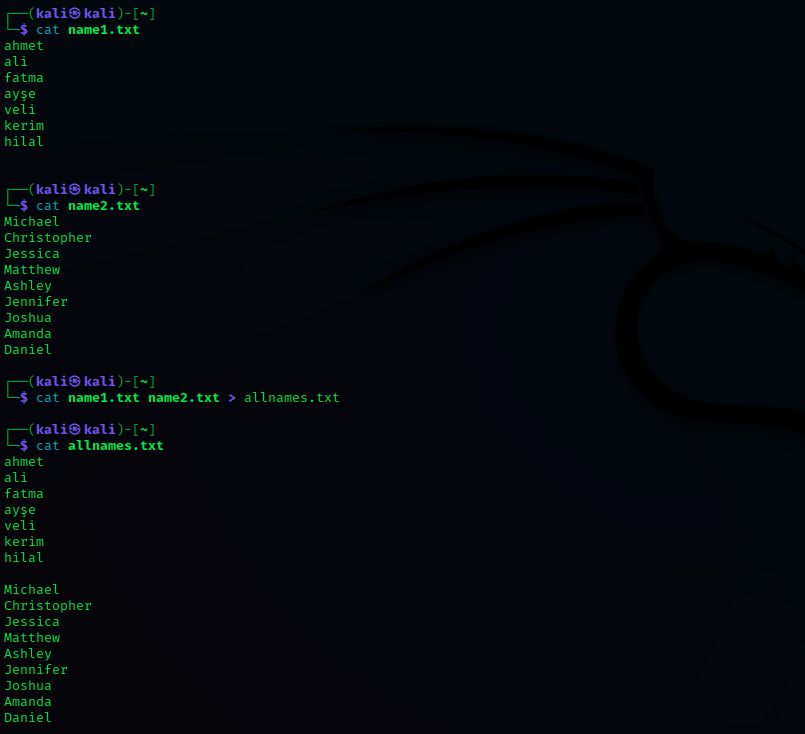 ┌──(kali㉿kali)-[~]
└─$ cat name1.txt
ahmet
ali
fatma
ayşe
veli
kerim
hilal

┌──(kali㉿kali)-[~]
└─$ cat name2.txt
Michael
Christopher
Jessica
Matthew
Ashley
Jennifer
Joshua
Amanda
Daniel

┌──(kali㉿kali)-[~]
└─$ cat name1.txt name2.txt > allnames.txt

┌──(kali㉿kali)-[~]
└─$ cat allnames.txt
ahmet
ali
fatma
ayşe
veli
kerim
hilal

Michael
Christopher
Jessica
Matthew
Ashley
Jennifer
Joshua
Amanda
Daniel